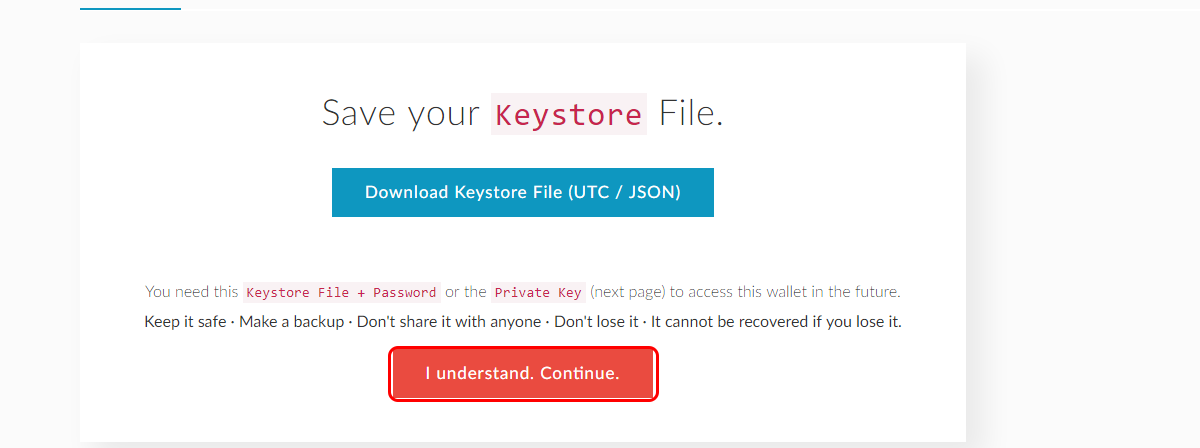 Save your Keystore File.
Download Keystore File (UTC / JSON)
You need this Keystore File + Password or the Private Key (next page) to access this wallet in the future.
Keep it safe · Make a backup · Don't share it with anyone · Don't lose it · It cannot be recovered if you lose it.
I understand. Continue.